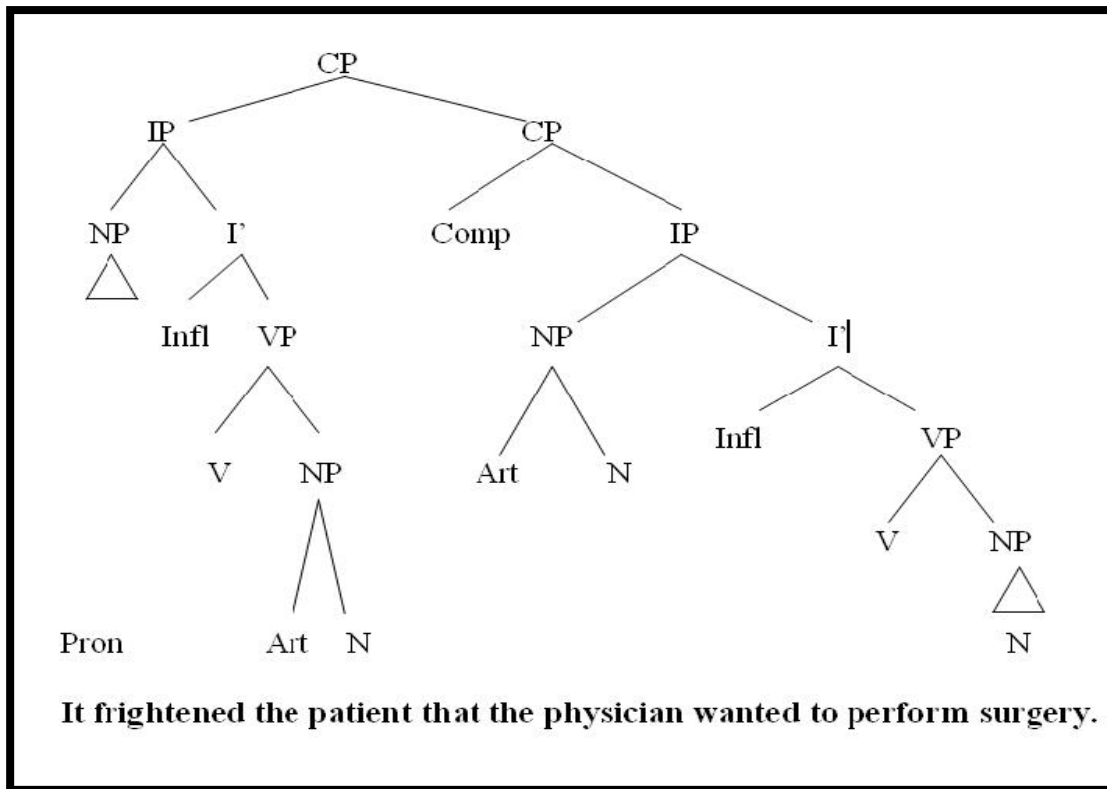 CP
IP CP
NP I’ Comp IP
Infl VP NP I’|
V NP Art N Infl VP
V NP
Pron Art N N
It frightened the patient that the physician wanted to perform surgery.